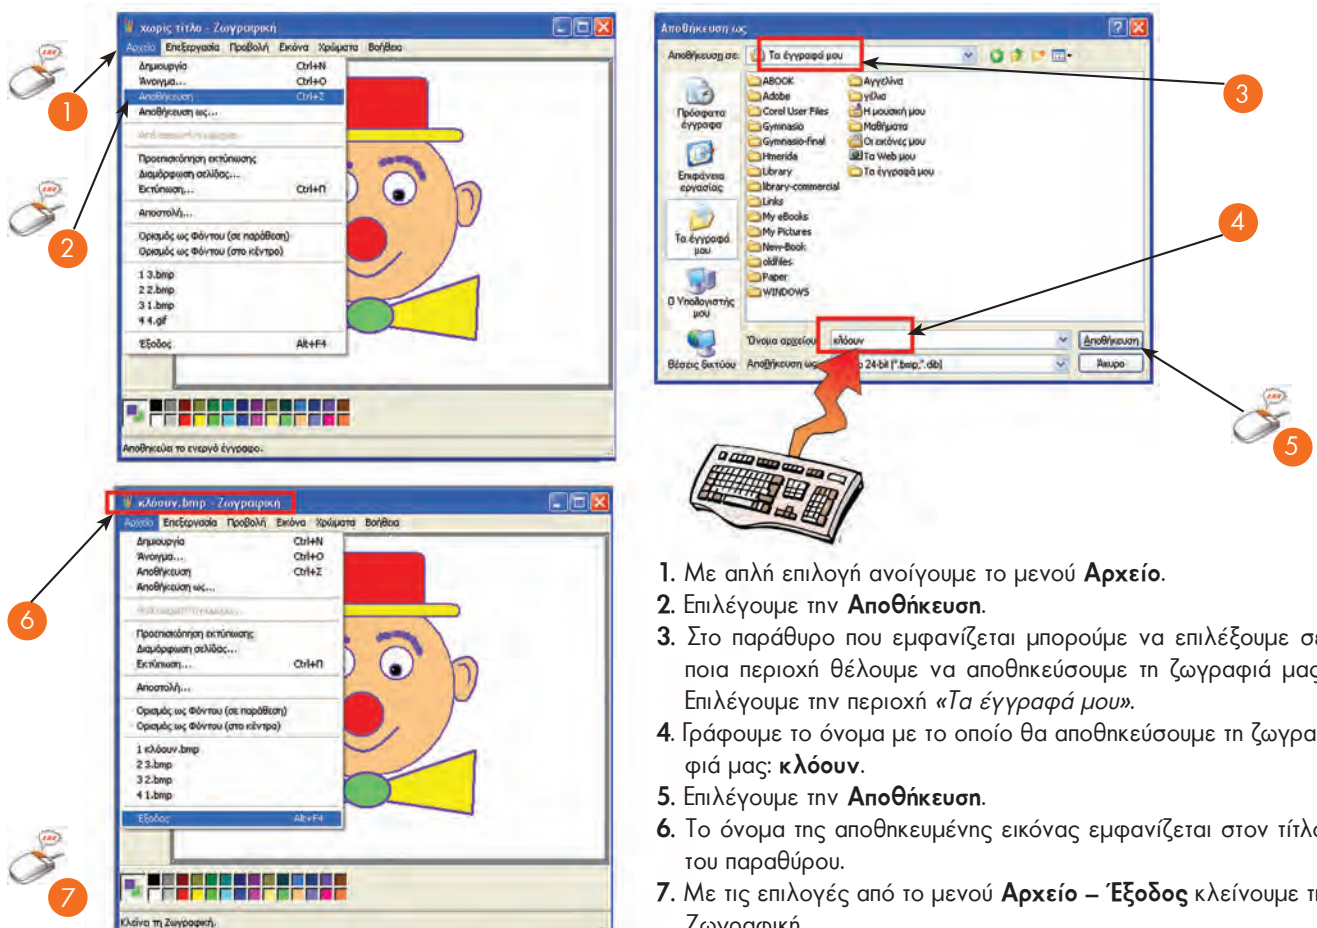 χωρίς τίτλο - Ζωγραφική
Αρχείο Επεξεργασία Προβολή Εικόνα Χρώματα Βοήθεια
Δημιουργία Ctrl+N
Άνοιγμα... Ctrl+O
Αποθήκευση Ctrl+Σ
Αποθήκευση ως...
Προεπισκόπηση εκτύπωσης
Διαμόρφωση σελίδας...
Εκτύπωση... Ctrl+Π
Αποστολή...
Ορισμός ως Φόντου (σε παράθεση)
Ορισμός ως Φόντου (στο κέντρο)
1 3.bmp
2 2.bmp
3 1.bmp
4 4.gif
Έξοδος Alt+F4
Αποθηκεύει το ενεργό έγγραφο.
1
2
Αποθήκευση ως
Αποθήκευση σε: Τα έγγραφά μου
Πρόσφατα έγγραφα
Επιφάνεια εργασίας
Τα έγγραφά μου
Ο Υπολογιστής μου
Θέσεις δικτύου
ABOOK
Adobe
Corel User Files
Gymnasio
Gymnasio-final
Hmerida
Library
library-commercial
Links
My eBooks
My Pictures
New-Book
oldfiles
Paper
WINDOWS
Αγγελίνα
γέλιο
Η μουσική μου
Μαθήματα
Οι εικόνες μου
Τα Web μου
Τα έγγραφά μου
Όνομα αρχείου: κλόουν Αποθήκευση
Αποθήκευση ως 24-bit (*.bmp;*.dib) Άκυρο
3
4
5
κλόουν.bmp - Ζωγραφική
Αρχείο Επεξεργασία Προβολή Εικόνα Χρώματα Βοήθεια
Δημιουργία Ctrl+N
Άνοιγμα... Ctrl+O
Αποθήκευση Ctrl+Σ
Αποθήκευση ως...
Προεπισκόπηση εκτύπωσης
Διαμόρφωση σελίδας...
Εκτύπωση... Ctrl+Π
Αποστολή...
Ορισμός ως Φόντου (σε παράθεση)
Ορισμός ως Φόντου (στο κέντρο)
1 κλόουν.bmp
2 3.bmp
3 2.bmp
4 1.bmp
Έξοδος Alt+F4
Κλείνει τη Ζωγραφική.
6
7
1. Με απλή επιλογή ανοίγουμε το μενού Αρχείο.
2. Επιλέγουμε την Αποθήκευση.
3. Στο παράθυρο που εμφανίζεται μπορούμε να επιλέξουμε σε
ποια περιοχή θέλουμε να αποθηκεύσουμε τη ζωγραφιά μας
Επιλέγουμε την περιοχή «Τα έγγραφά μου».
4. Γράφουμε το όνομα με το οποίο θα αποθηκεύσουμε τη ζωγρα
φιά μας: κλόουν.
5. Επιλέγουμε την Αποθήκευση.
6. Το όνομα της αποθηκευμένης εικόνας εμφανίζεται στον τίτλο
του παραθύρου.
7. Με τις επιλογές από το μενού Αρχείο – Έξοδος κλείνουμε τη
Ζωγραφική